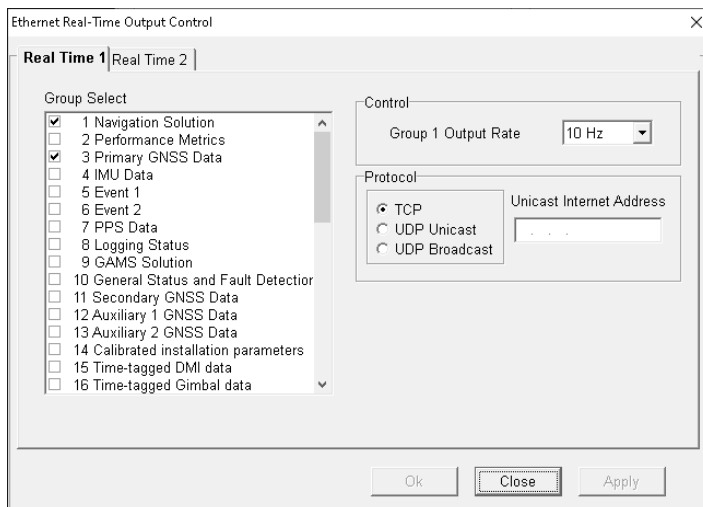 Ethernet Real-Time Output Control
Real Time 1
Real Time 2
Group Select
1 Navigation Solution
2 Performance Metrics
3 Primary GNSS Data
4 IMU Data
5 Event 1
6 Event 2
7 PPS Data
8 Logging Status
9 GAMS Solution
10 General Status and Fault Detection
11 Secondary GNSS Data
12 Auxiliary 1 GNSS Data
13 Auxiliary 2 GNSS Data
14 Calibrated installation parameters
15 Time-tagged DMI data
16 Time-tagged Gimbal data
Control
Group 1 Output Rate
10 Hz
Protocol
TCP
UDP Unicast
UDP Broadcast
Unicast Internet Address
. . .
Ok
Close
Apply